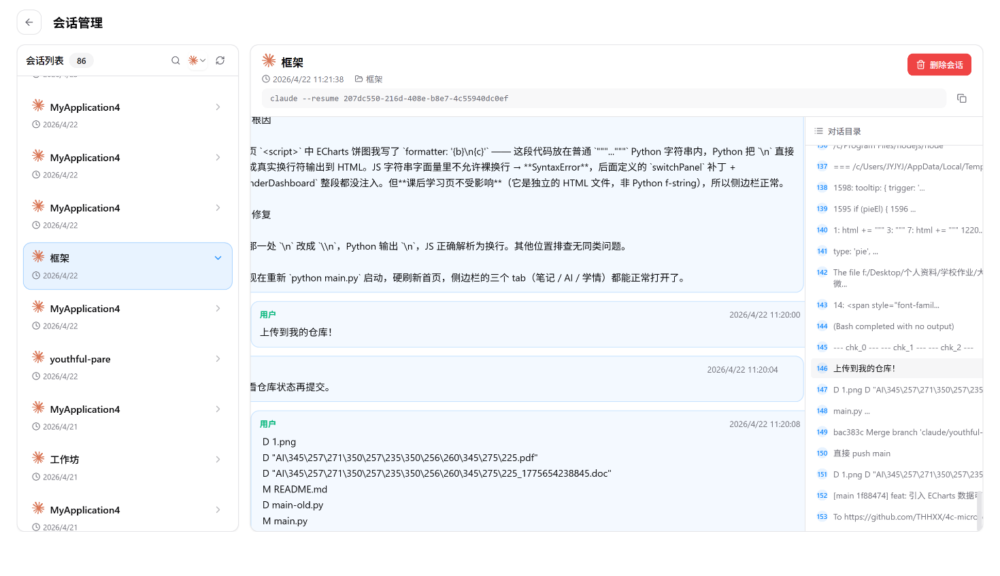 会话管理
会话列表 86
MyApplication4
2026/4/22
MyApplication4
2026/4/22
MyApplication4
2026/4/22
框架
2026/4/22
MyApplication4
2026/4/22
youthful-pare
2026/4/22
MyApplication4
2026/4/21
工作坊
2026/4/21
MyApplication4
2026/4/21
框架
2026/4/22 11:21:38 框架
删除会话
claude --resume 207dc550-216d-408e-b8e7-4c55940dc0ef
根因
页 `<script>` 中 ECharts 饼图我写了 `formatter: '{b}\n{c}'` —— 这段代码放在普通 `"""..."""` Python 字符串内，Python 把 `\n` 直接
成真实换行符输出到 HTML。JS 字符串字面量里不允许裸换行 → **SyntaxError**，后面定义的 `switchPanel` 补丁 +
nderDashboard` 整段都没注入。但**课后学习页不受影响**（它是独立的 HTML 文件，非 Python f-string），所以侧边栏正常。
修复
那一处 `\n` 改成 `\\n`，Python 输出 `\n`，JS 正确解析为换行。其他位置排查无同类问题。
现在重新 `python main.py` 启动，硬刷新首页，侧边栏的三个 tab（笔记 / AI / 学情）都能正常打开了。
用户
2026/4/22 11:20:00
上传到我的仓库！
2026/4/22 11:20:04
看仓库状态再提交。
用户
2026/4/22 11:20:08
D 1.png
D "AI\345\257\271\350\257\235\350\256\260\345\275\225.pdf"
D "AI\345\257\271\350\257\235\350\256\260\345\275\225_1775654238845.doc"
M README.md
D main-old.py
M main.py
对话目录
136 /c/Program Files/nodejs/node
137 === /c/Users/JYJYJ/AppData/Local/Temp
138 1598: tooltip: { trigger: '...
139 1595 if (pieEl) { 1596 ...
140 1: html += """ 3: """ 7: html += """ 1220...
141 type: 'pie', ...
142 The file f:/Desktop/个人资料/学校作业/大
微...
143 14: <span style="font-famil...
144 (Bash completed with no output)
145 --- chk_0 --- --- chk_1 --- --- chk_2 ---
146 上传到我的仓库！
147 D 1.png D "AI\345\257\271\350\257\235
148 main.py ...
149 bac383c Merge branch 'claude/youthful-
150 直接 push main
151 D 1.png D "AI\345\257\271\350\257\235
152 [main 1f88474] feat: 引入 ECharts 数据可
153 To https://github.com/THHXX/4c-micro